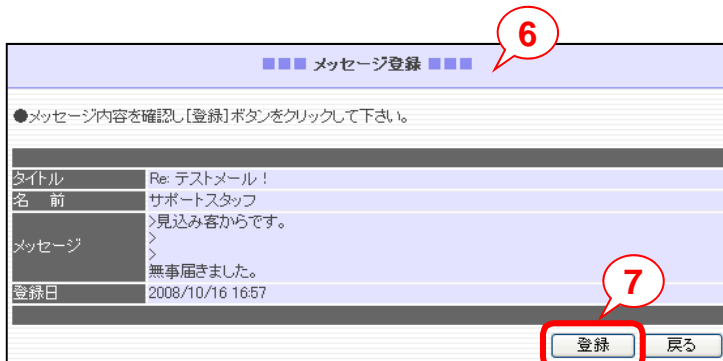 6
■■■ メッセージ登録 ■■■
●メッセージ内容を確認し[登録]ボタンをクリックして下さい。
タイトル Re: テストメール！
名　前 サポートスタッフ
メッセージ >見込み客からです。
>
>
無事届きました。
登録日 2008/10/16 16:57
7
登録 戻る